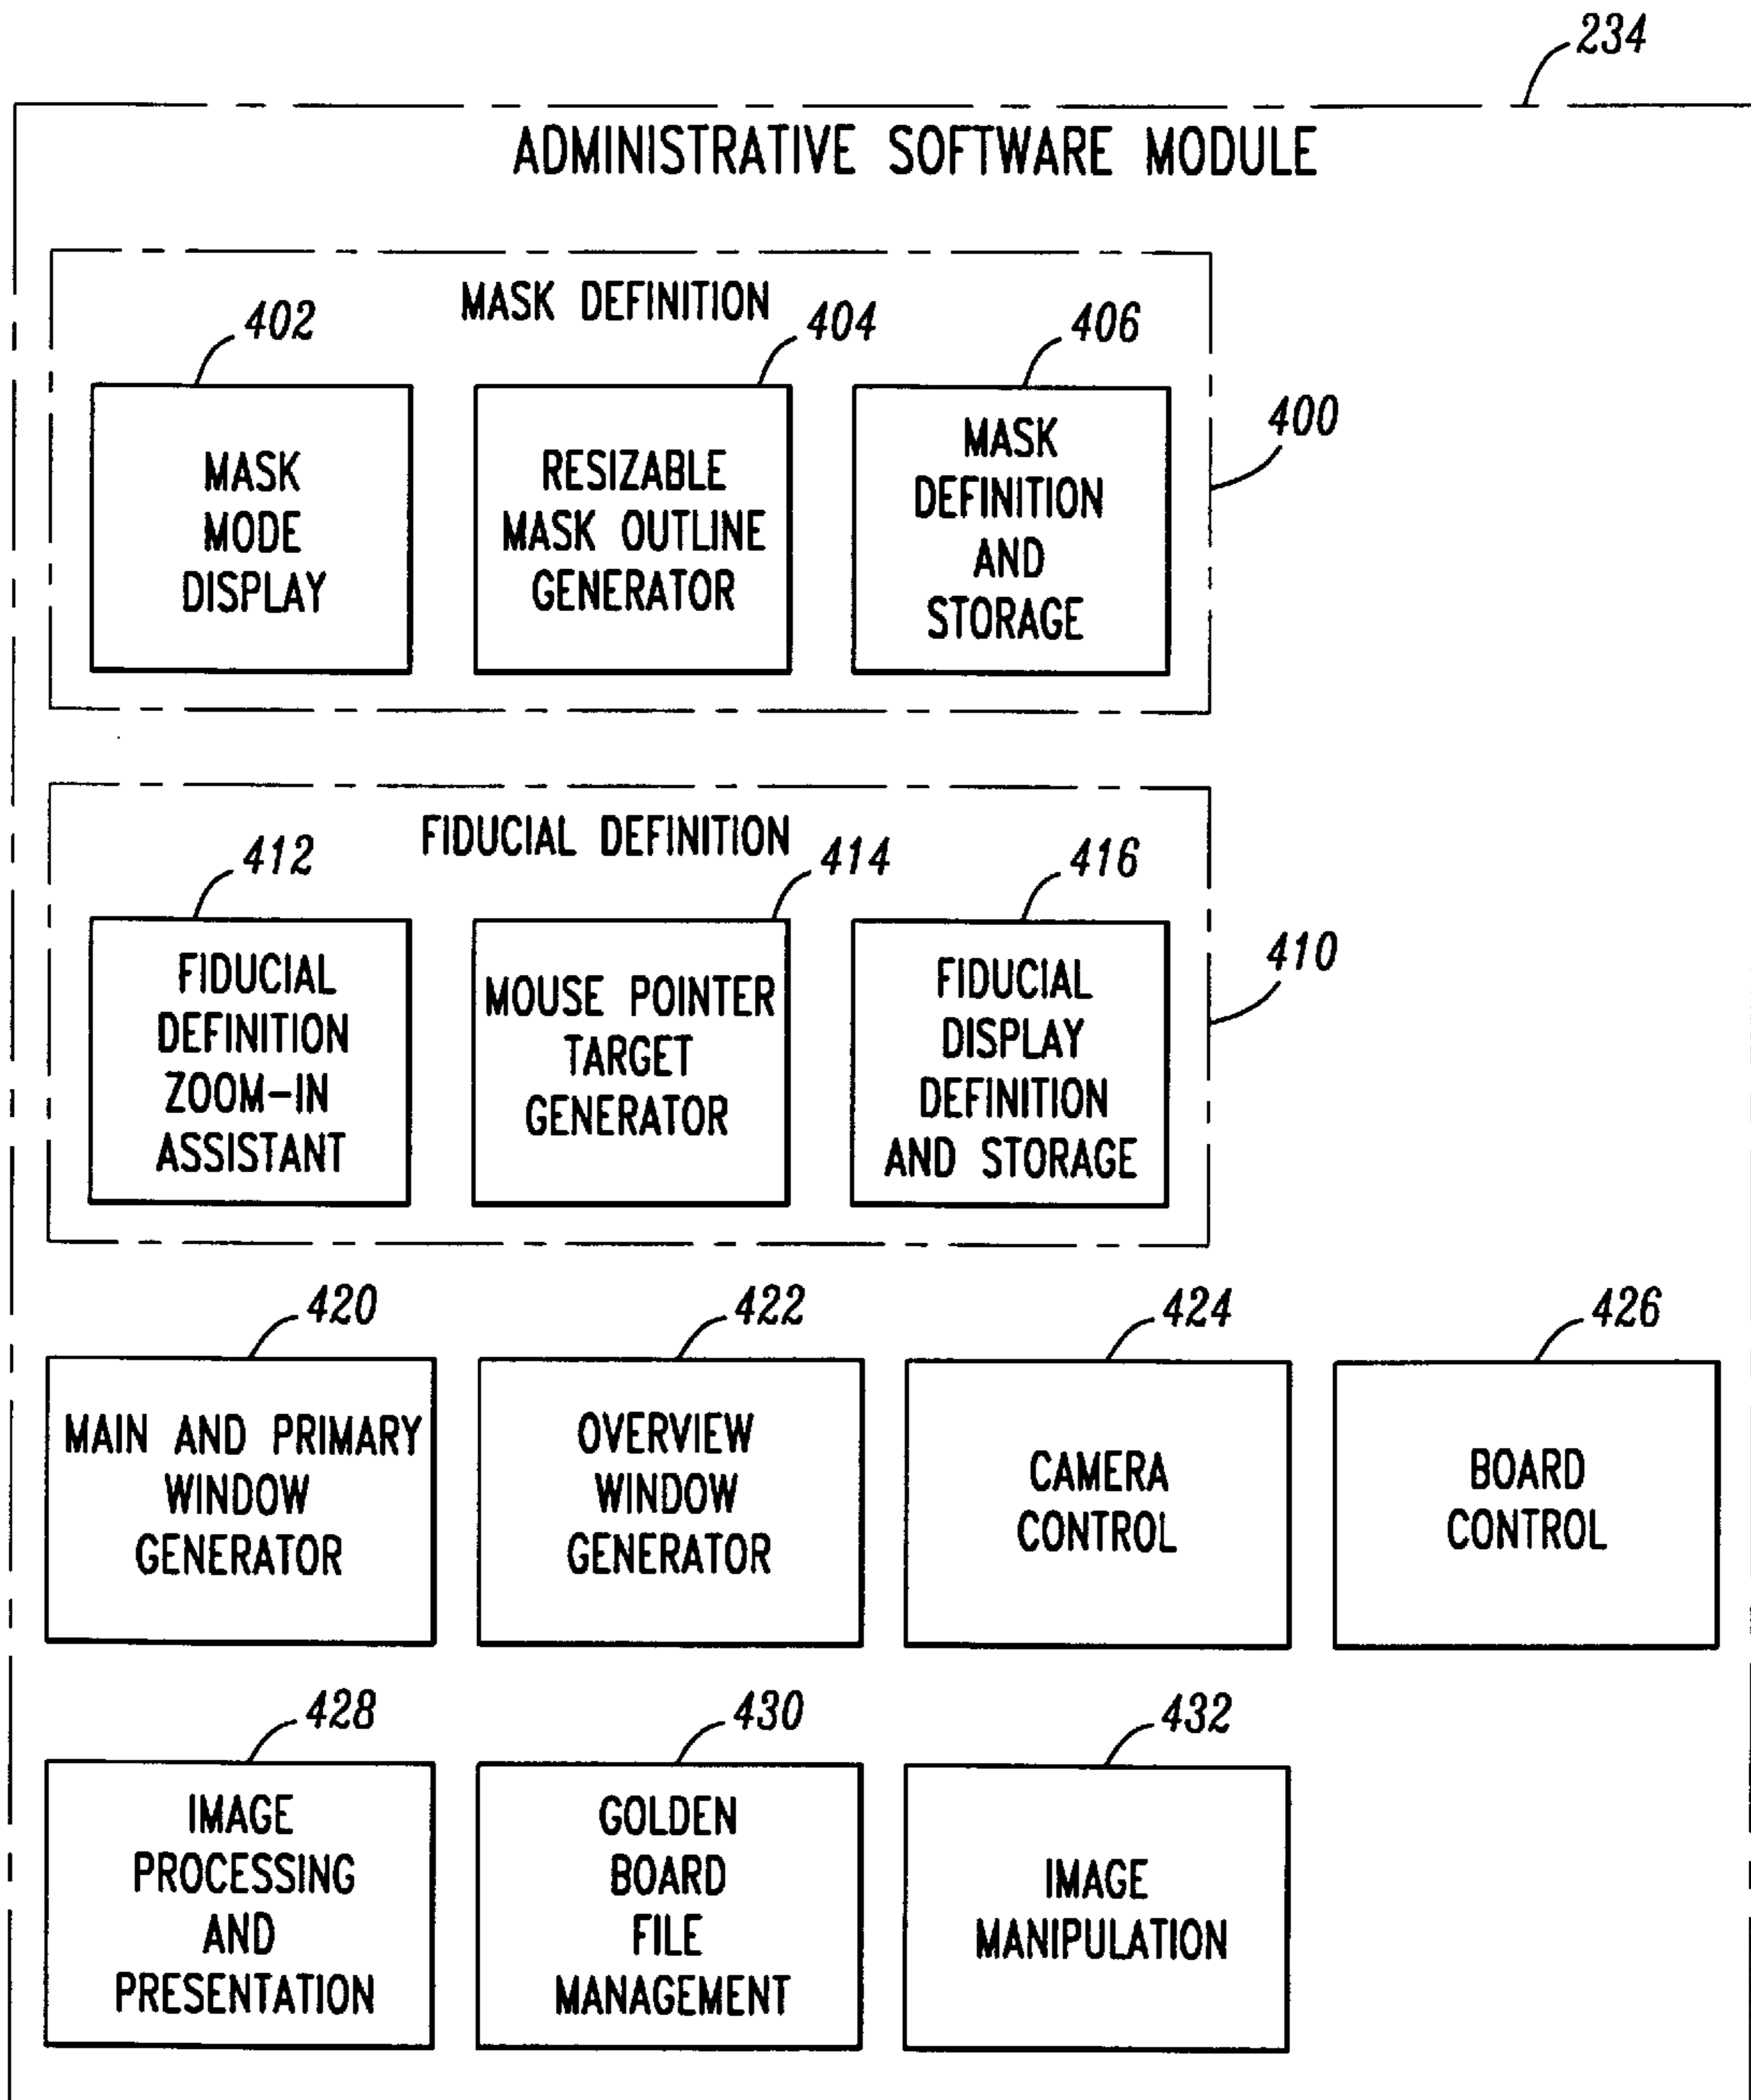 234
ADMINISTRATIVE SOFTWARE MODULE
MASK DEFINITION
402
404
406
400
MASK
MODE
DISPLAY
RESIZABLE
MASK OUTLINE
GENERATOR
MASK
DEFINITION
AND
STORAGE
FIDUCIAL DEFINITION
412
414
416
410
FIDUCIAL
DEFINITION
ZOOM-IN
ASSISTANT
MOUSE POINTER
TARGET
GENERATOR
FIDUCIAL
DISPLAY
DEFINITION
AND STORAGE
420
422
424
426
MAIN AND PRIMARY
WINDOW
GENERATOR
OVERVIEW
WINDOW
GENERATOR
CAMERA
CONTROL
BOARD
CONTROL
428
430
432
IMAGE
PROCESSING
AND
PRESENTATION
GOLDEN
BOARD
FILE
MANAGEMENT
IMAGE
MANIPULATION